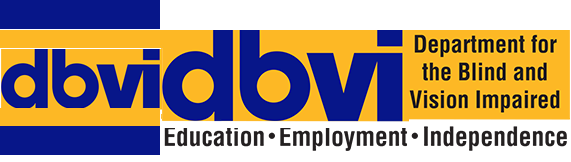 dbvi
dbvi
Department for
the Blind and
Vision Impaired
Education • Employment • Independence